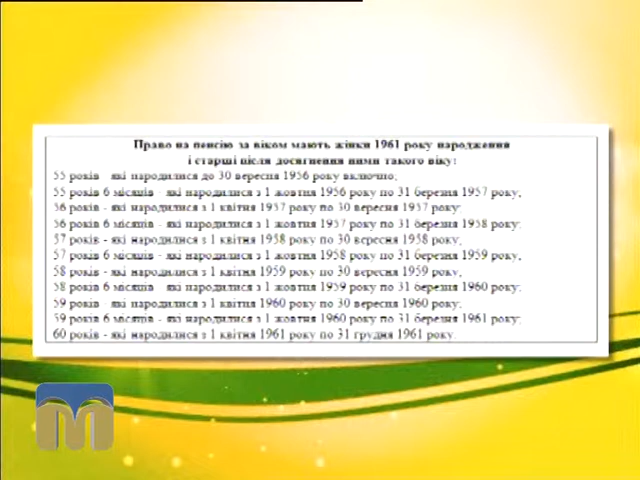 Право на пенсію за віком мають жінки 1961 року народження
і старші після досягнення ними такого віку:
55 років - які народилися до 30 вересня 1956 року включно;
55 років 6 місяців - які народилися з 1 жовтня 1956 року по 31 березня 1957 року;
56 років - які народилися з 1 квітня 1957 року по 30 вересня 1957 року;
56 років 6 місяців - які народилися з 1 жовтня 1957 року по 31 березня 1958 року;
57 років - які народилися з 1 квітня 1958 року по 30 вересня 1958 року;
57 років 6 місяців - які народилися з 1 жовтня 1958 року по 31 березня 1959 року;
58 років - які народилися з 1 квітня 1959 року по 30 вересня 1959 року;
58 років 6 місяців - які народилися з 1 жовтня 1959 року по 31 березня 1960 року;
59 років - які народилися з 1 квітня 1960 року по 30 вересня 1960 року;
59 років 6 місяців - які народилися з 1 жовтня 1960 року по 31 березня 1961 року;
60 років - які народилися з 1 квітня 1961 року по 31 грудня 1961 року.